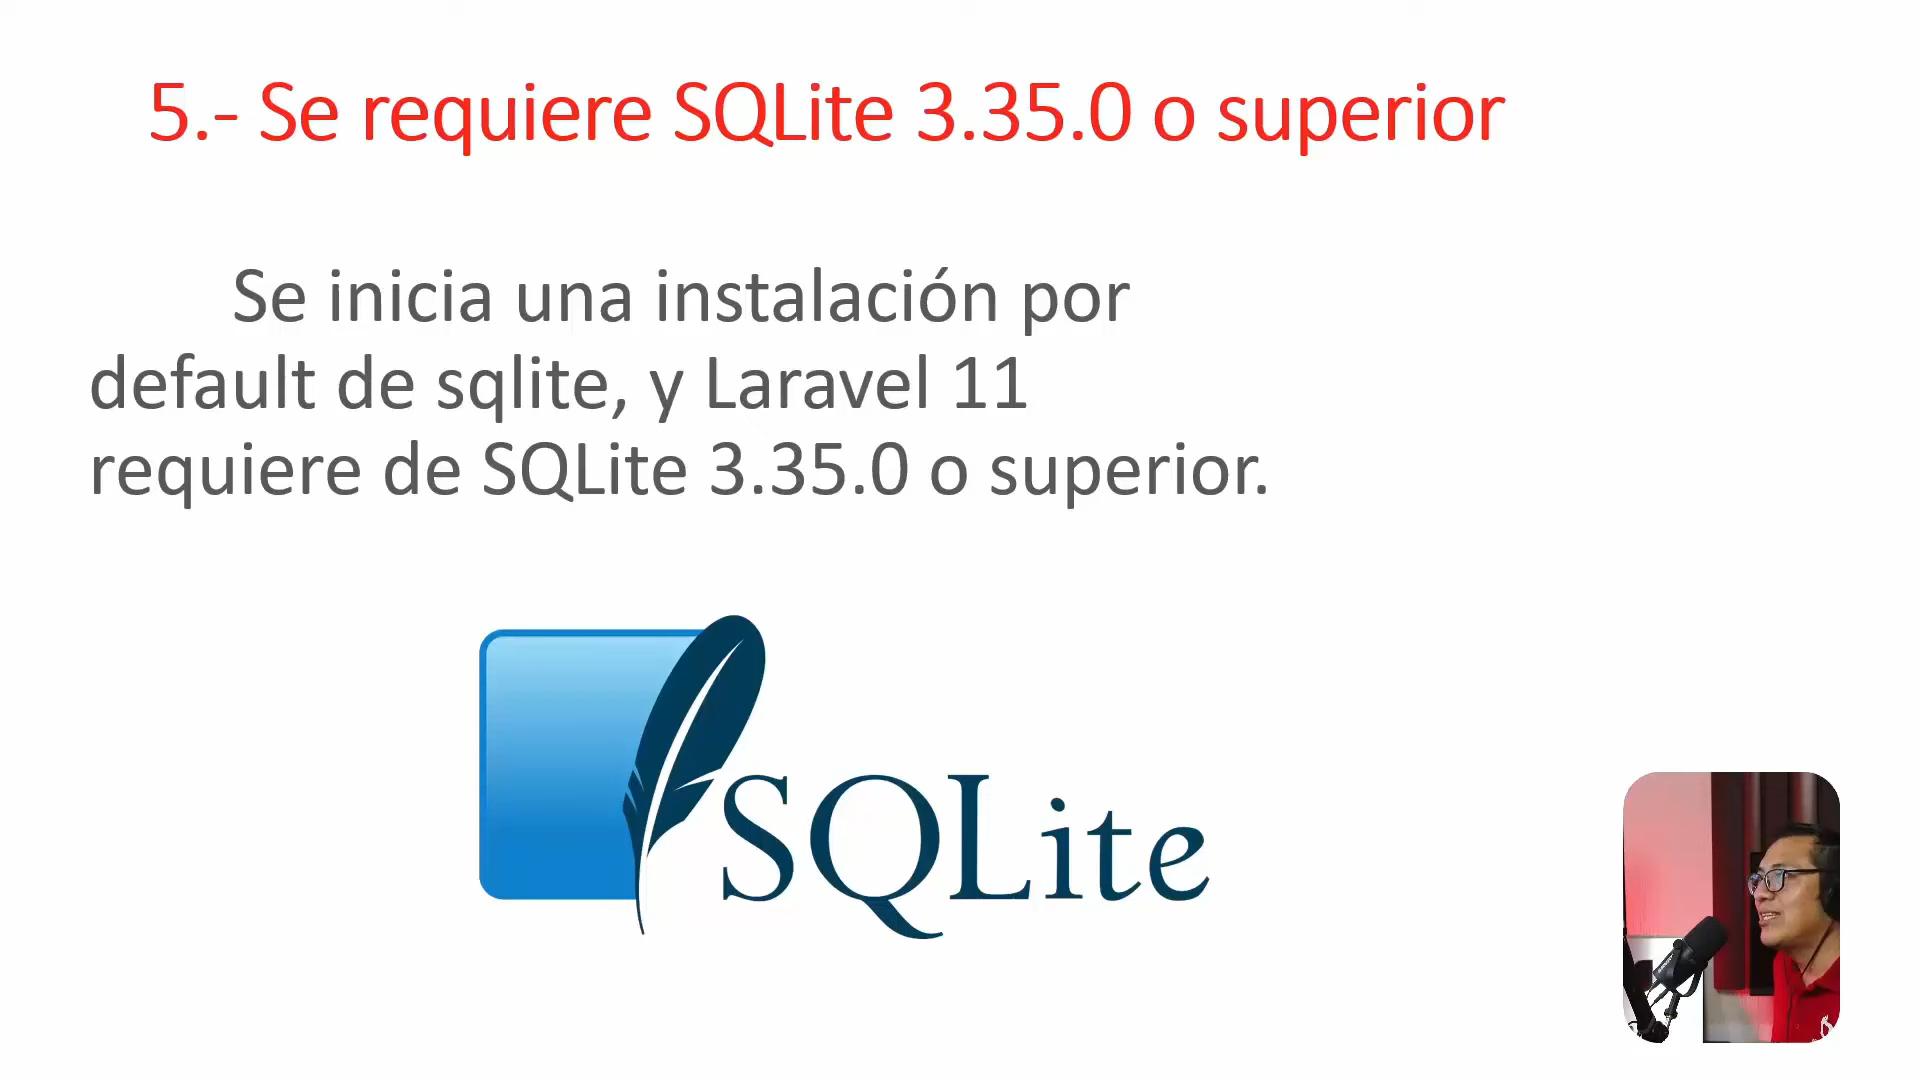 5.- Se requiere SQLite 3.35.0 o superior
Se inicia una instalación por
default de sqlite, y Laravel 11
requiere de SQLite 3.35.0 o superior.
SQLite